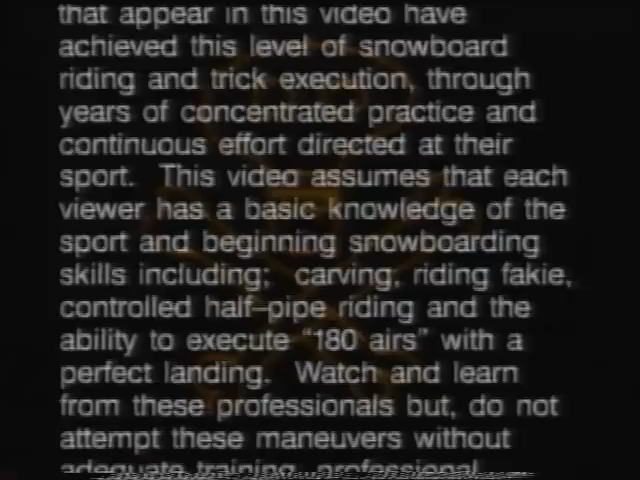 that appear in this video have
achieved this level of snowboard
riding and trick execution, through
years of concentrated practice and
continuous effort directed at their
sport.  This video assumes that each
viewer has a basic knowledge of the
sport and beginning snowboarding
skills including;  carving, riding fakie,
controlled half-pipe riding and the
ability to execute “180 airs” with a
perfect landing.  Watch and learn
from these professionals but, do not
attempt these maneuvers without
adequate training, professional